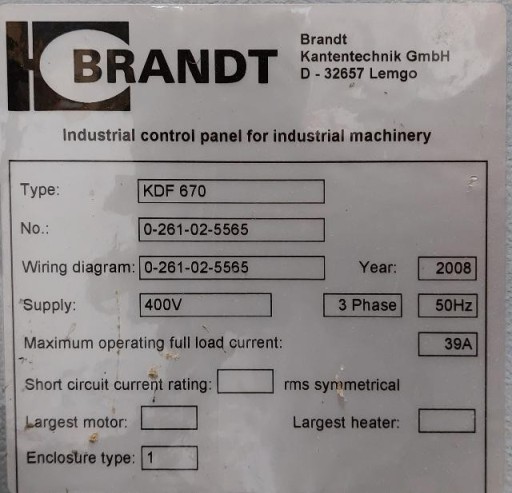 BRANDT
Brandt
Kantentechnik GmbH
D - 32657 Lemgo
Industrial control panel for industrial machinery
Type: KDF 670
No.: 0-261-02-5565
Wiring diagram: 0-261-02-5565 Year: 2008
Supply: 400V 3 Phase 50Hz
Maximum operating full load current: 39A
Short circuit current rating: rms symmetrical
Largest motor: Largest heater:
Enclosure type: 1